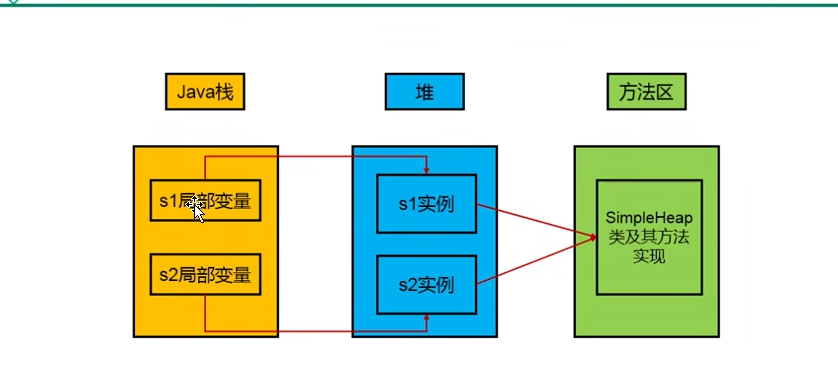 Java栈
堆
方法区
s1局部变量
s1实例
SimpleHeap
类及其方法
实现
s2局部变量
s2实例